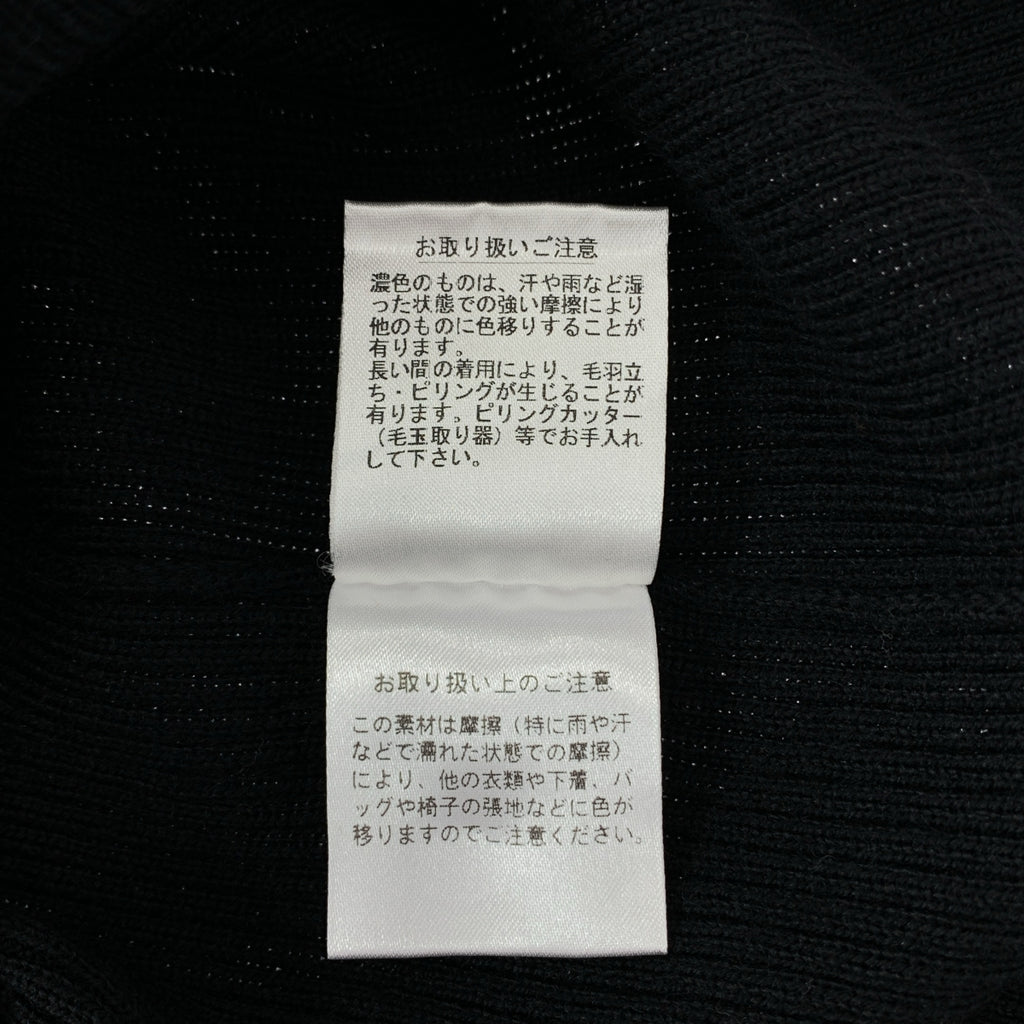 お取り扱いご注意
濃色のものは、汗や雨など湿
った状態での強い摩擦により
他のものに色移りすることが
有ります。
長い間の着用により、毛羽立
ち・ピリングが生じることが
有ります。ピリングカッター
（毛玉取り器）等でお手入れ
して下さい。
お取り扱い上のご注意
この素材は摩擦（特に雨や汗
などで濡れた状態での摩擦）
により、他の衣類や下着、バ
ッグや椅子の張地などに色が
移りますのでご注意ください。